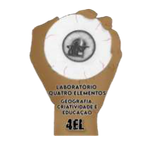 LABORATÓRIO
QUATRO ELEMENTOS
GEOGRAFIA
CRIATIVIDADE E
EDUCAÇÃO
4EL